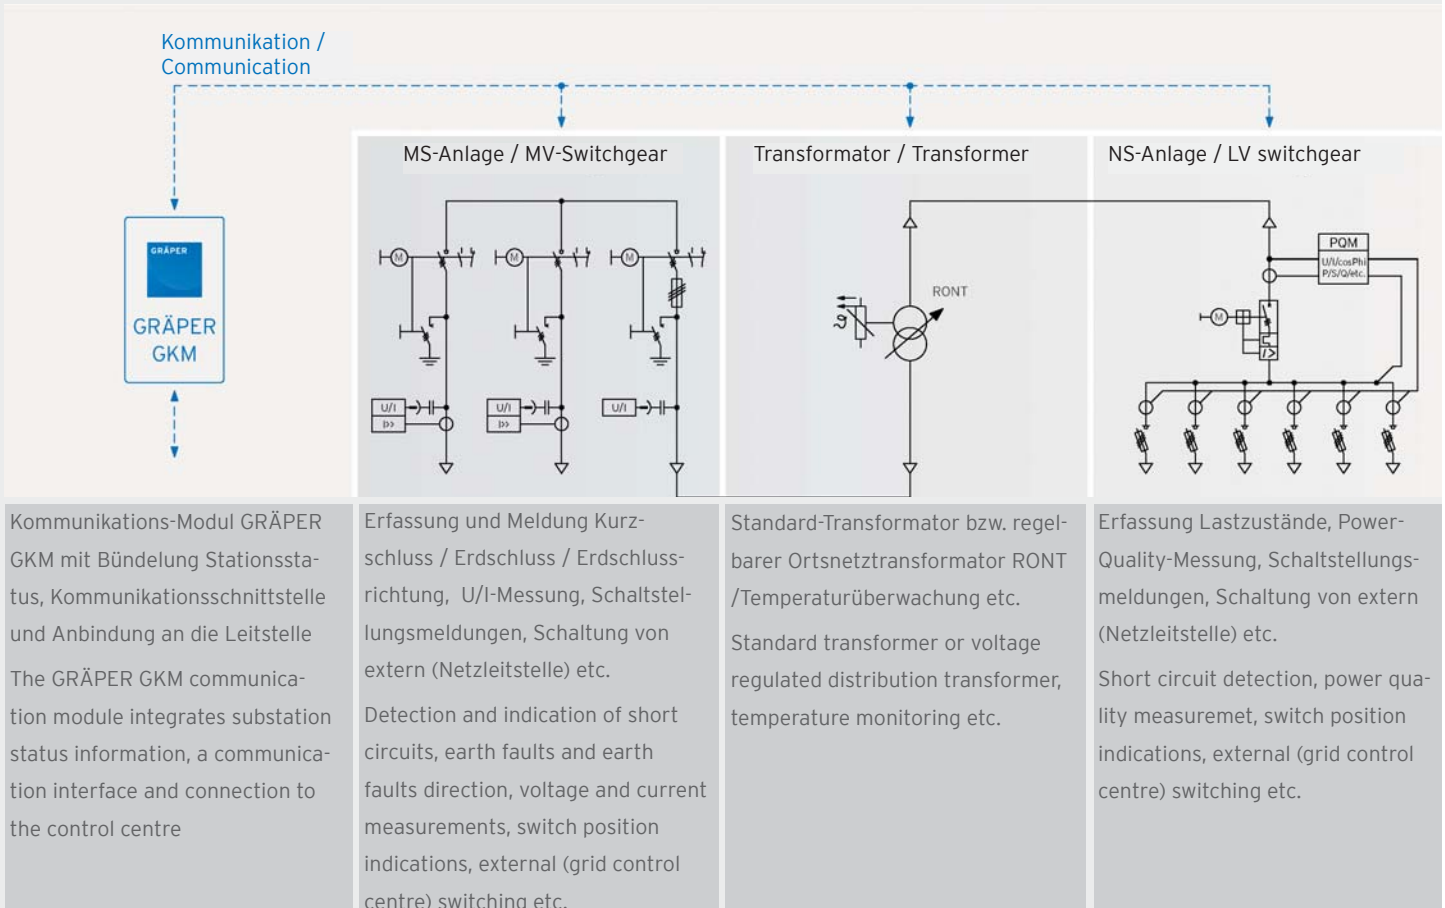 Kommunikation /
Communication
MS-Anlage / MV-Switchgear
Transformator / Transformer
NS-Anlage / LV switchgear
GRÄPER
GRÄPER
GKM
M
M
M
U/I
I>>
U/I
I>>
U/I
ϑ
RONT
PQM
U/I/cosPhi
P/S/Q/etc.
M
I>
Kommunikations-Modul GRÄPER
GKM mit Bündelung Stationssta-
tus, Kommunikationsschnittstelle
und Anbindung an die Leitstelle
The GRÄPER GKM communica-
tion module integrates substation
status information, a communica-
tion interface and connection to
the control centre
Erfassung und Meldung Kurz-
schluss / Erdschluss / Erdschluss-
richtung, U/I-Messung, Schaltstel-
lungsmeldungen, Schaltung von
extern (Netzleitstelle) etc.
Detection and indication of short
circuits, earth faults and earth
faults direction, voltage and current
measurements, switch position
indications, external (grid control
centre) switching etc.
Standard-Transformator bzw. regel-
barer Ortsnetztransformator RONT
/Temperaturüberwachung etc.
Standard transformer or voltage
regulated distribution transformer,
temperature monitoring etc.
Erfassung Lastzustände, Power-
Quality-Messung, Schaltstellungs-
meldungen, Schaltung von extern
(Netzleitstelle) etc.
Short circuit detection, power qua-
lity measuremet, switch position
indications, external (grid control
centre) switching etc.